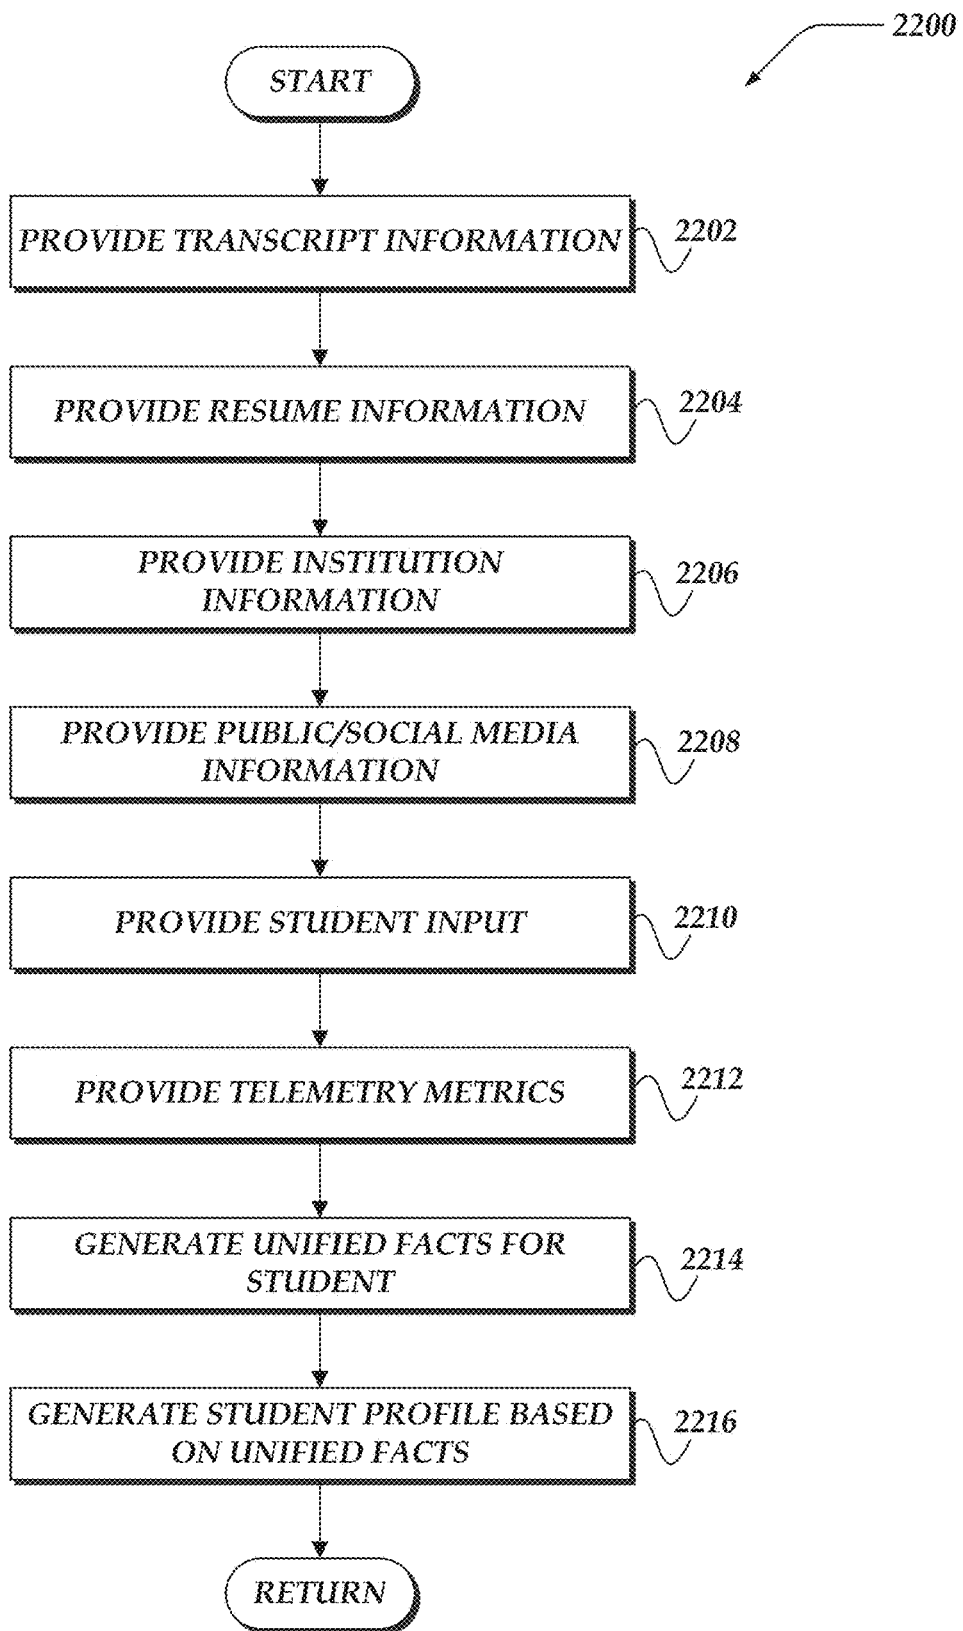 2200
START
PROVIDE TRANSCRIPT INFORMATION
2202
PROVIDE RESUME INFORMATION
2204
PROVIDE INSTITUTION
INFORMATION
2206
PROVIDE PUBLIC/SOCIAL MEDIA
INFORMATION
2208
PROVIDE STUDENT INPUT
2210
PROVIDE TELEMETRY METRICS
2212
GENERATE UNIFIED FACTS FOR
STUDENT
2214
GENERATE STUDENT PROFILE BASED
ON UNIFIED FACTS
2216
RETURN